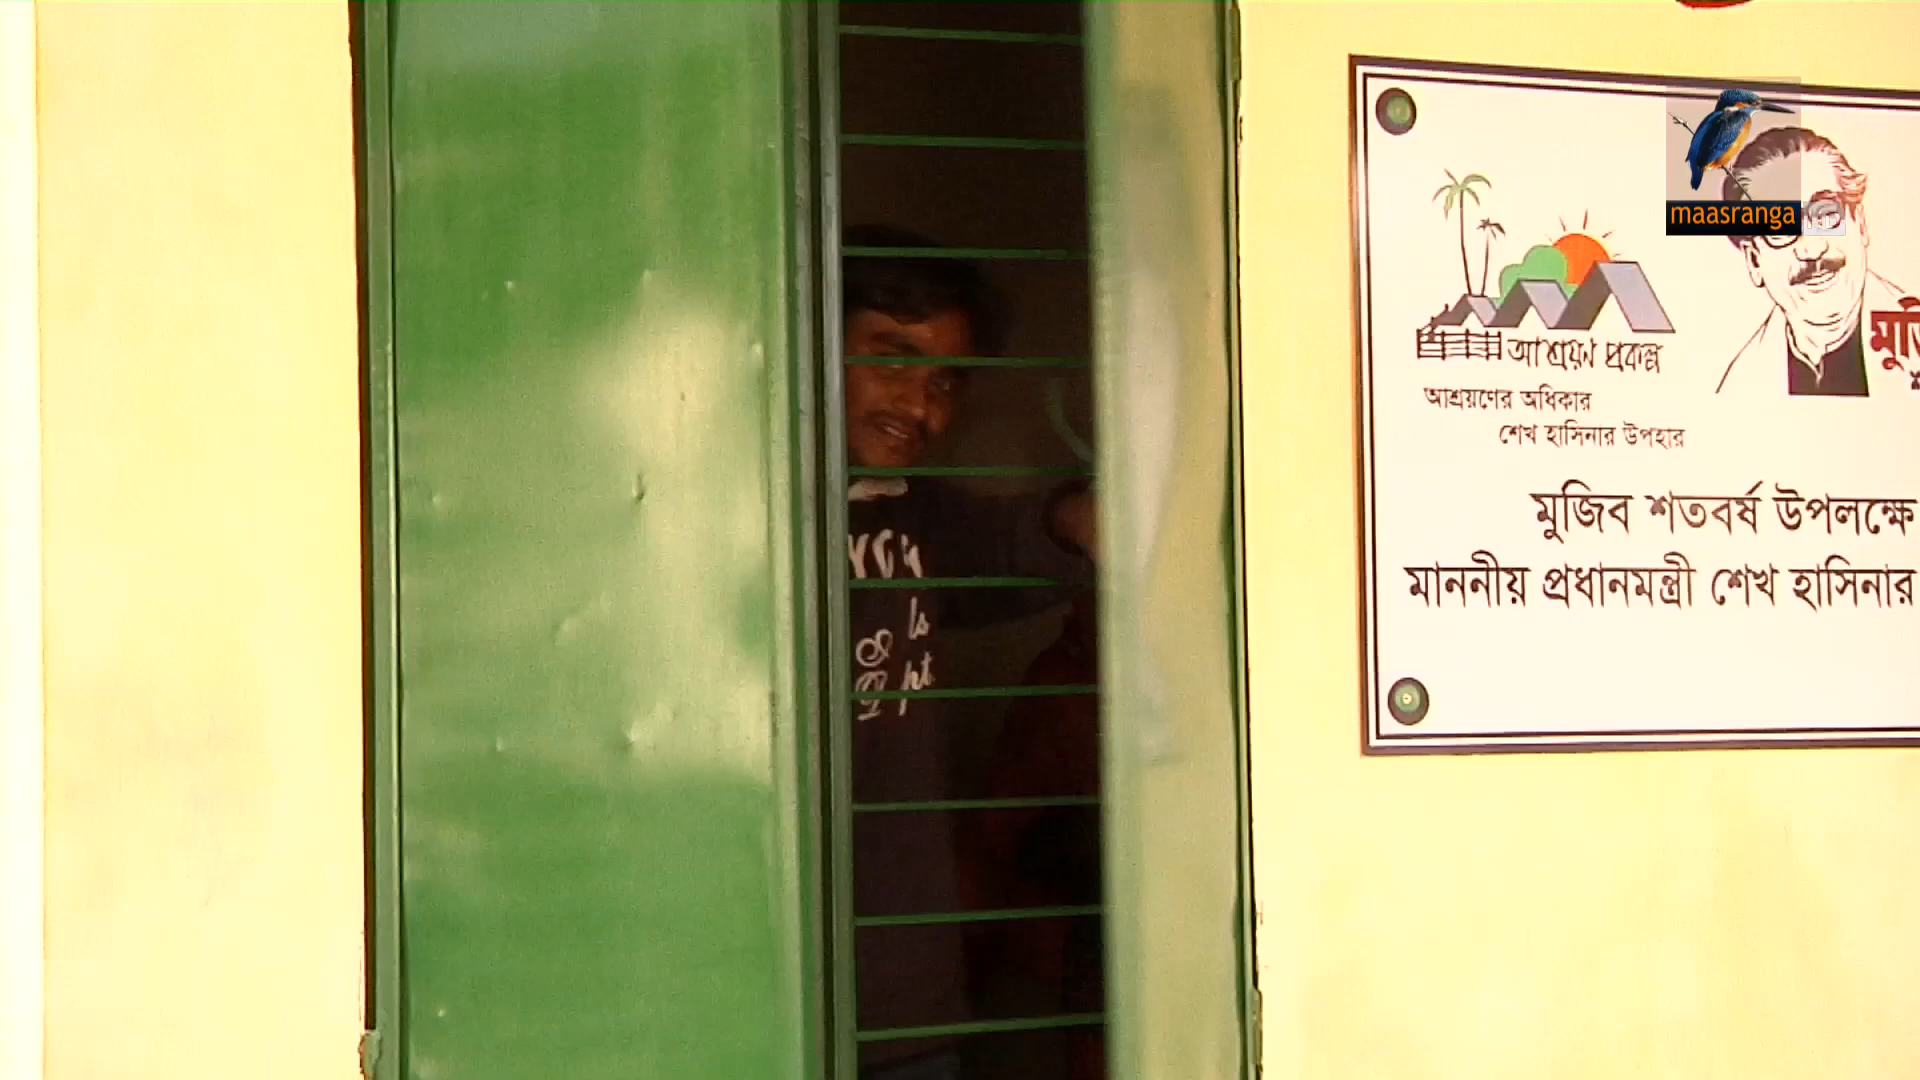 maasranga
আশ্রয়ণ প্রকল্প
আশ্রয়ণের অধিকার
শেখ হাসিনার উপহার
মুজিব শতবর্ষ উপলক্ষে
মাননীয় প্রধানমন্ত্রী শেখ হাসিনার